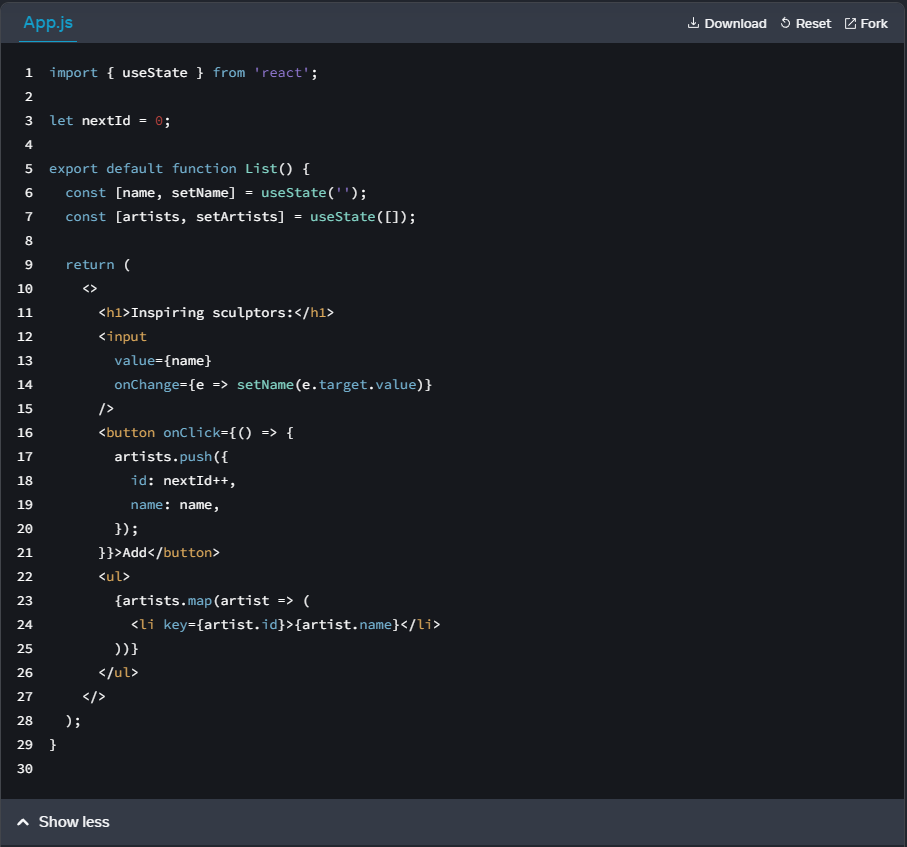 App.js
Download Reset Fork
1 import { useState } from 'react';
2
3 let nextId = 0;
4
5 export default function List() {
6   const [name, setName] = useState('');
7   const [artists, setArtists] = useState([]);
8
9   return (
10     <>
11       <h1>Inspiring sculptors:</h1>
12       <input
13         value={name}
14         onChange={e => setName(e.target.value)}
15       />
16       <button onClick={() => {
17         artists.push({
18           id: nextId++,
19           name: name,
20         });
21       }}>Add</button>
22       <ul>
23         {artists.map(artist => (
24           <li key={artist.id}>{artist.name}</li>
25         ))}
26       </ul>
27     </>
28   );
29 }
30
Show less